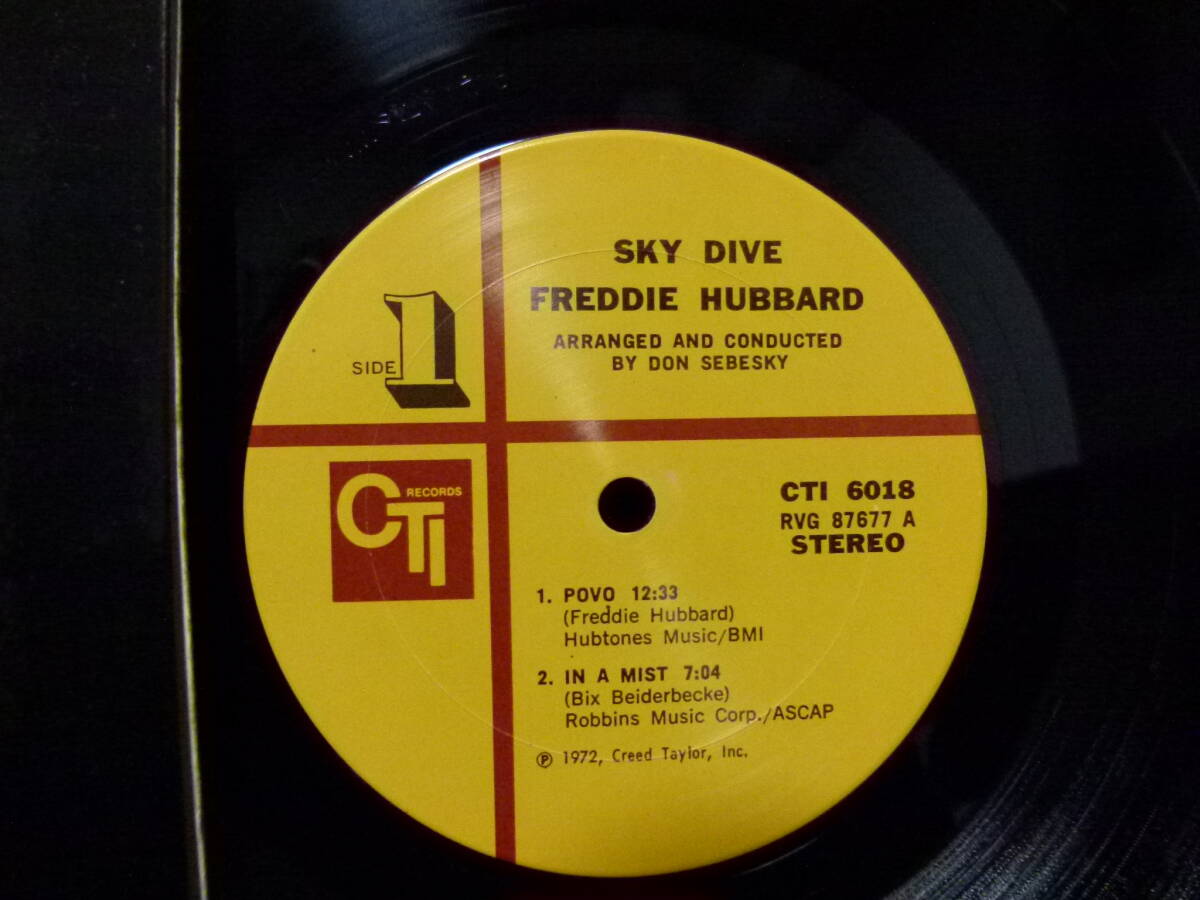 SKY DIVE
FREDDIE HUBBARD
ARRANGED AND CONDUCTED
BY DON SEBESKY
SIDE 1
CTI RECORDS
CTI 6018
RVG 87677 A
STEREO
1. POVO 12:33
(Freddie Hubbard)
Hubtones Music/BMI
2. IN A MIST 7:04
(Bix Beiderbecke)
Robbins Music Corp./ASCAP
℗ 1972, Creed Taylor, Inc.